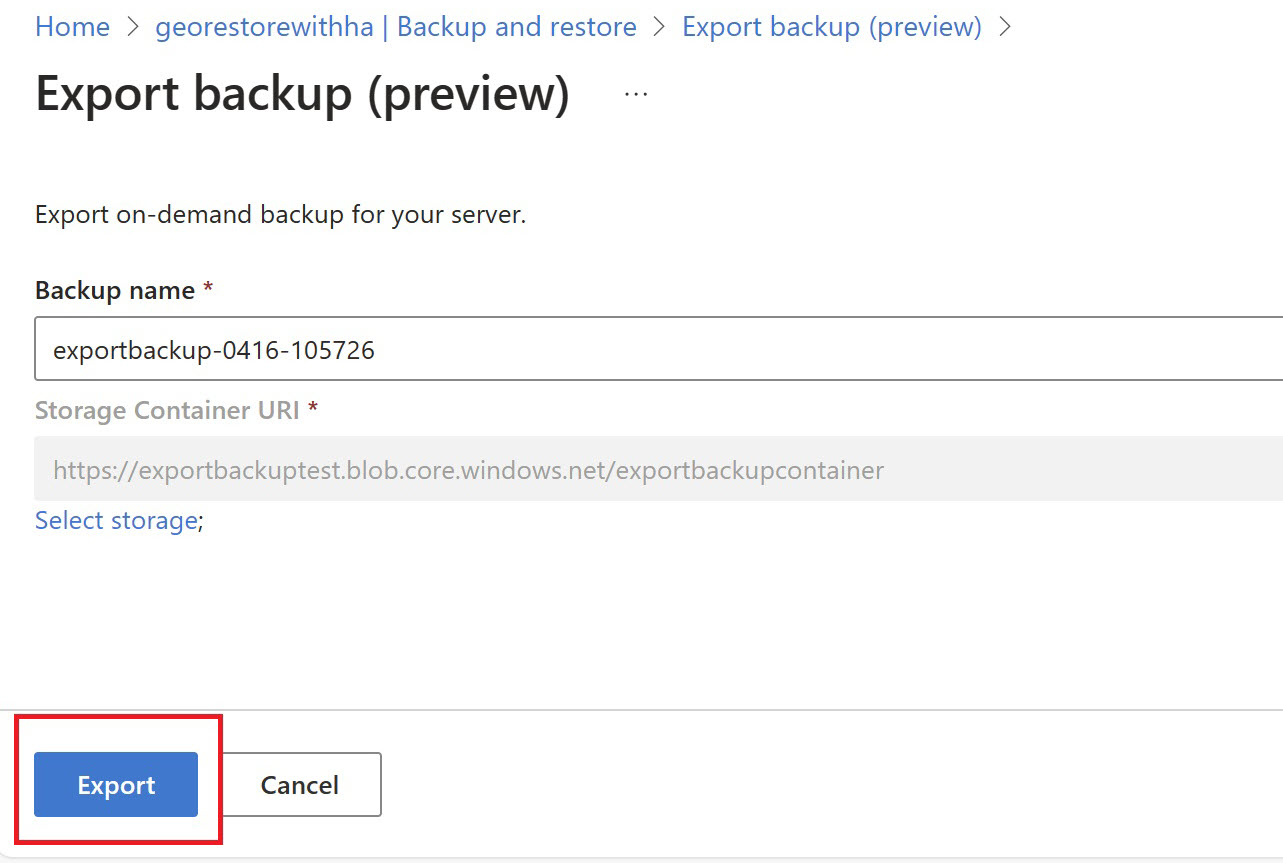 Home > georestorewithha | Backup and restore > Export backup (preview) >
Export backup (preview) ...
Export on-demand backup for your server.
Backup name *
exportbackup-0416-105726
Storage Container URI *
https://exportbackuptest.blob.core.windows.net/exportbackupcontainer
Select storage;
Export Cancel